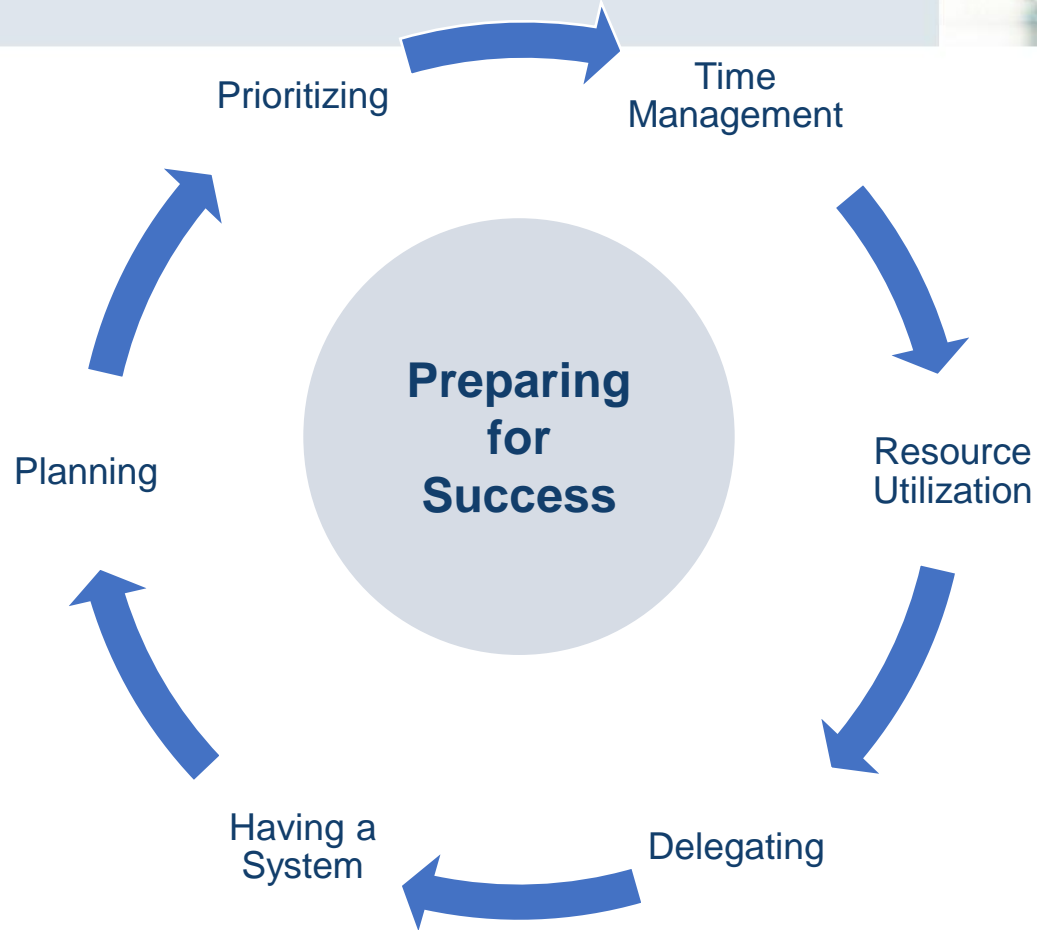 Prioritizing
Time
Management
Resource
Utilization
Delegating
Having a
System
Planning
Preparing
for
Success